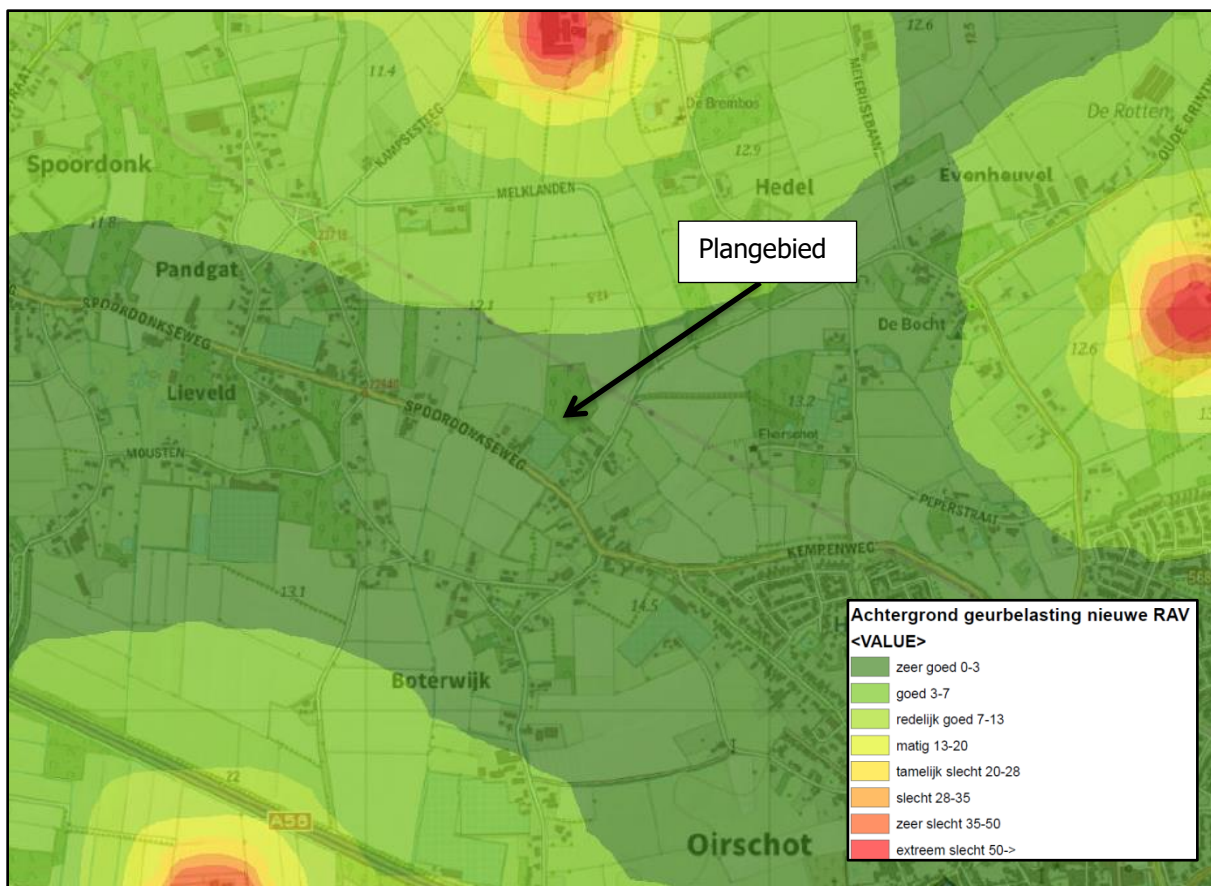 12.6
12.5
11.4
KAMPSESTEEG
De Brembos
MEIERIJSEBAAN
De Rotten
12.9
Spoordonk
MELKLANDEN
Hedel
Evenheuvel
11.8
Plangebied
Pandgat
12.1
12.5
SPOORDONKSEWEG
De Bocht
12.6
Lieveld
SPOORDONKSEWEG
13.2
MOUSTEN
PEPERSTRAAT
KEMPENWEG
13.1
14.5
Boterwijk
22
A58
Oirschot
Achtergrond geurbelasting nieuwe RAV
<VALUE>
zeer goed 0-3
goed 3-7
redelijk goed 7-13
matig 13-20
tamelijk slecht 20-28
slecht 28-35
zeer slecht 35-50
extreem slecht 50->